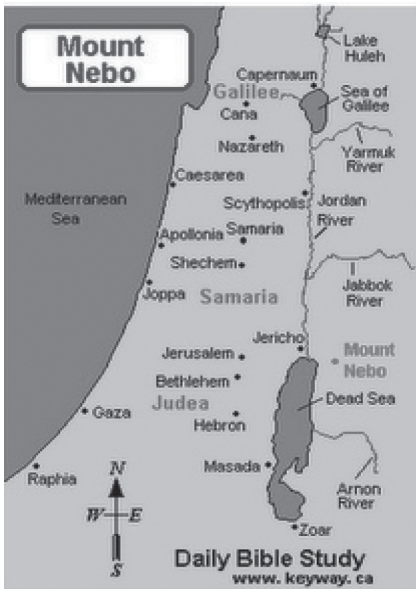 Mount
Nebo
Lake
Huleh
Capernaum
Galilee
Sea of
Galilee
Cana
Nazareth
Yarmuk
River
Caesarea
Mediterranean
Sea
Scythopolis
Jordan
River
Apollonia
Samaria
Shechem
Jabbok
River
Joppa
Samaria
Jericho
Mount
Nebo
Jerusalem
Bethlehem
Dead Sea
Judea
Gaza
Hebron
Masada
Raphia
Arnon
River
N
W E
S
Zoar
Daily Bible Study
www.keyway.ca